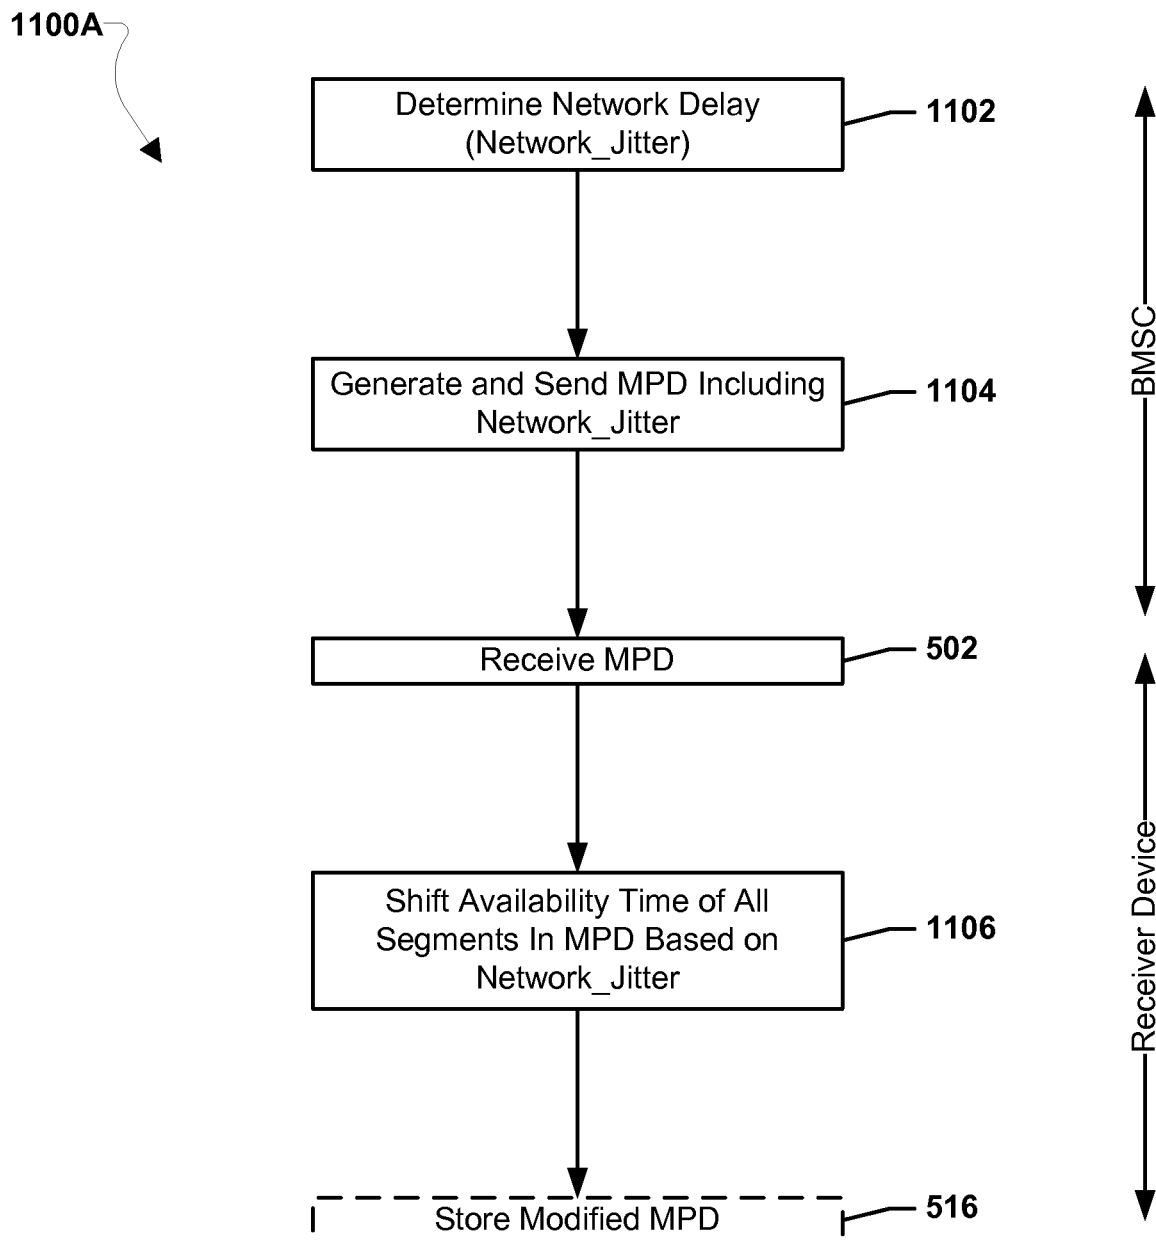 1100A
Determine Network Delay
(Network_Jitter)
1102
Generate and Send MPD Including
Network_Jitter
1104
BMSC
Receive MPD
502
Shift Availability Time of All
Segments In MPD Based on
Network_Jitter
1106
Receiver Device
Store Modified MPD
516